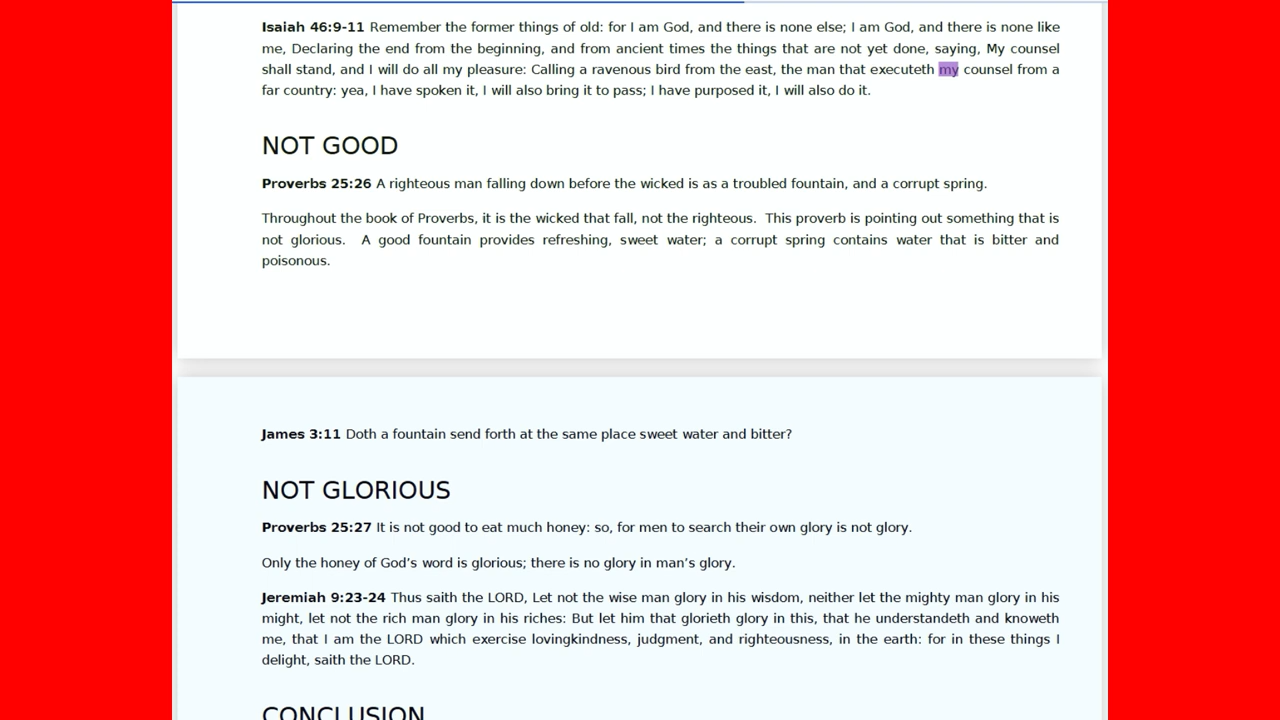 Isaiah 46:9-11 Remember the former things of old: for I am God, and there is none else; I am God, and there is none like
me, Declaring the end from the beginning, and from ancient times the things that are not yet done, saying, My counsel
shall stand, and I will do all my pleasure: Calling a ravenous bird from the east, the man that executeth my counsel from a
far country: yea, I have spoken it, I will also bring it to pass; I have purposed it, I will also do it.
NOT GOOD
Proverbs 25:26 A righteous man falling down before the wicked is as a troubled fountain, and a corrupt spring.
Throughout the book of Proverbs, it is the wicked that fall, not the righteous.  This proverb is pointing out something that is
not glorious.  A good fountain provides refreshing, sweet water; a corrupt spring contains water that is bitter and
poisonous.
James 3:11 Doth a fountain send forth at the same place sweet water and bitter?
NOT GLORIOUS
Proverbs 25:27 It is not good to eat much honey: so, for men to search their own glory is not glory.
Only the honey of God’s word is glorious; there is no glory in man’s glory.
Jeremiah 9:23-24 Thus saith the LORD, Let not the wise man glory in his wisdom, neither let the mighty man glory in his
might, let not the rich man glory in his riches: But let him that glorieth glory in this, that he understandeth and knoweth
me, that I am the LORD which exercise lovingkindness, judgment, and righteousness, in the earth: for in these things I
delight, saith the LORD.
CONCLUSION